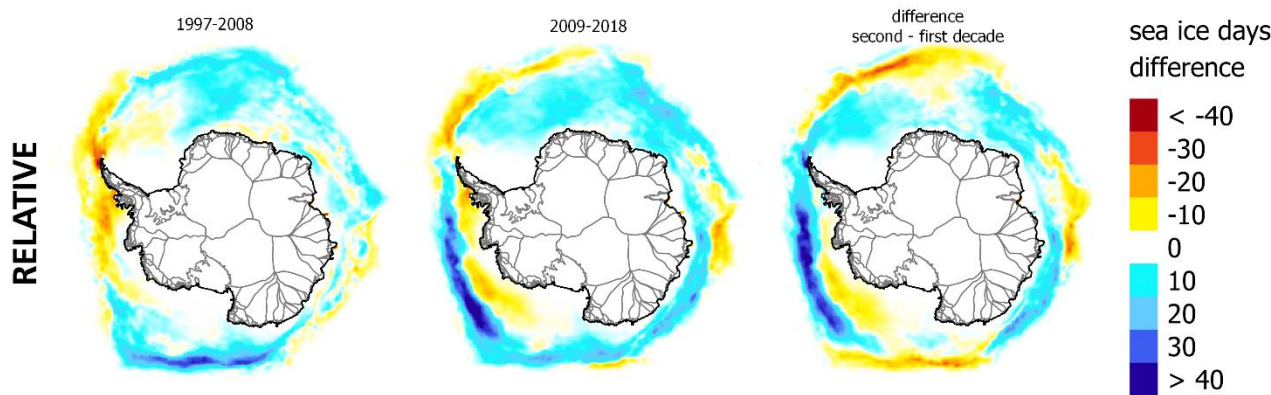 1997-2008
2009-2018
difference
second - first decade
sea ice days
difference
RELATIVE
< -40
-30
-20
-10
0
10
20
30
> 40